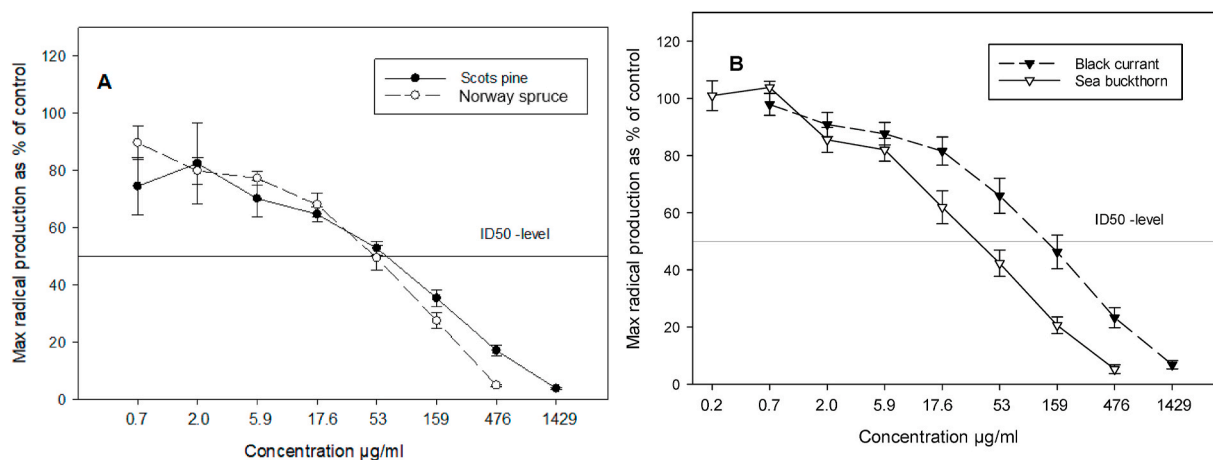 A
Scots pine
Norway spruce
ID50 -level
Max radical production as % of control
120
100
80
60
40
20
0
0.7 2.0 5.9 17.6 53 159 476 1429
Concentration µg/ml
B
Black currant
Sea buckthorn
ID50 -level
Max radical production as % of control
120
100
80
60
40
20
0
0.2 0.7 2.0 5.9 17.6 53 159 476 1429
Concentration µg/ml